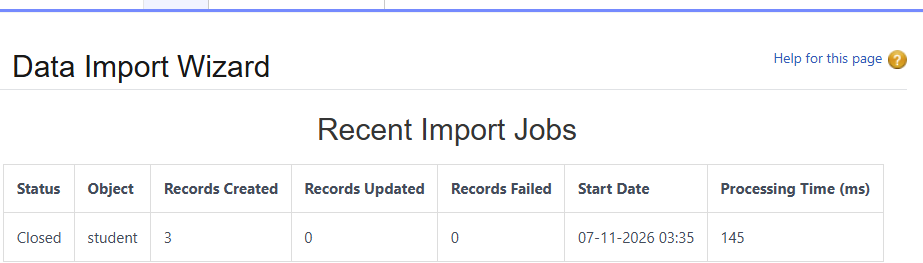 Data Import Wizard
Help for this page ?
Recent Import Jobs
Status Object Records Created Records Updated Records Failed Start Date Processing Time (ms)
Closed student 3 0 0 07-11-2026 03:35 145